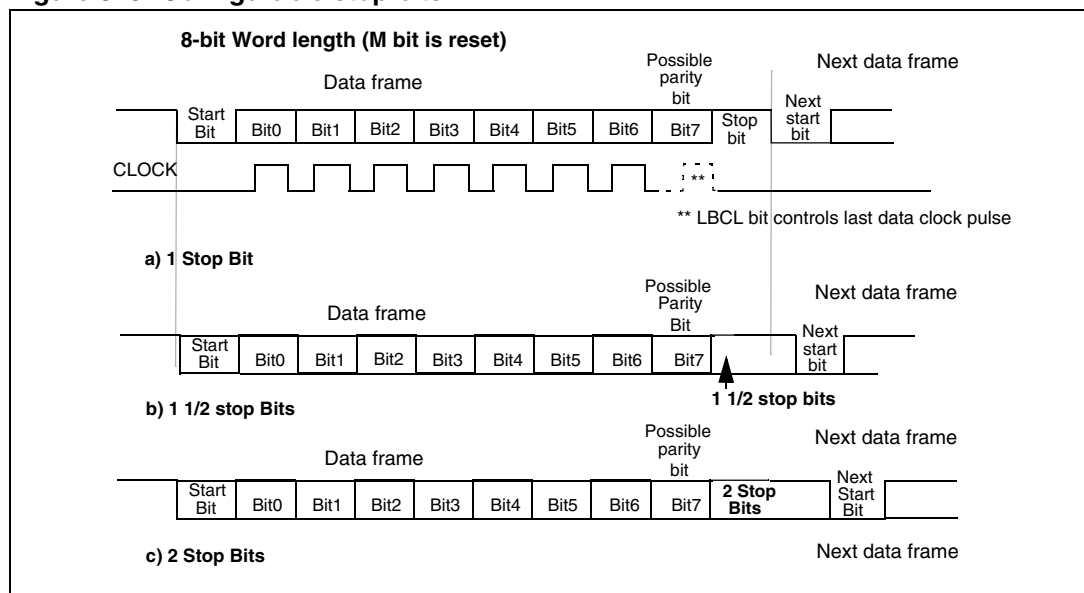 8-bit Word length (M bit is reset)
Possible
parity
bit
Next data frame
Data frame
Start
Bit
Bit0
Bit1
Bit2
Bit3
Bit4
Bit5
Bit6
Bit7
Stop
bit
Next
start
bit
CLOCK
**
** LBCL bit controls last data clock pulse
a) 1 Stop Bit
Possible
Parity
Bit
Next data frame
Data frame
Start
Bit
Bit0
Bit1
Bit2
Bit3
Bit4
Bit5
Bit6
Bit7
Next
start
bit
1 1/2 stop bits
b) 1 1/2 stop Bits
Possible
parity
bit
Next data frame
Data frame
Start
Bit
Bit0
Bit1
Bit2
Bit3
Bit4
Bit5
Bit6
Bit7
2 Stop
Bits
Next
Start
Bit
c) 2 Stop Bits
Next data frame